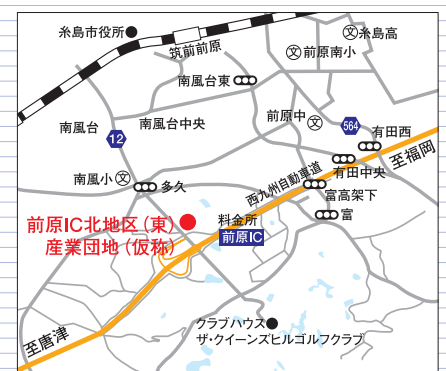 糸島市役所
筑前前原
糸島高
前原南小
文
文
南風台東
南風台
12
南風台中央
前原中
文
564
有田西
至福岡
有田中央
西九州自動車道
南風小
文
多久
富高架下
富
料金所
前原IC
前原IC北地区(東)
産業団地(仮称)
至唐津
クラブハウス
ザ・クイーンズヒルゴルフクラブ